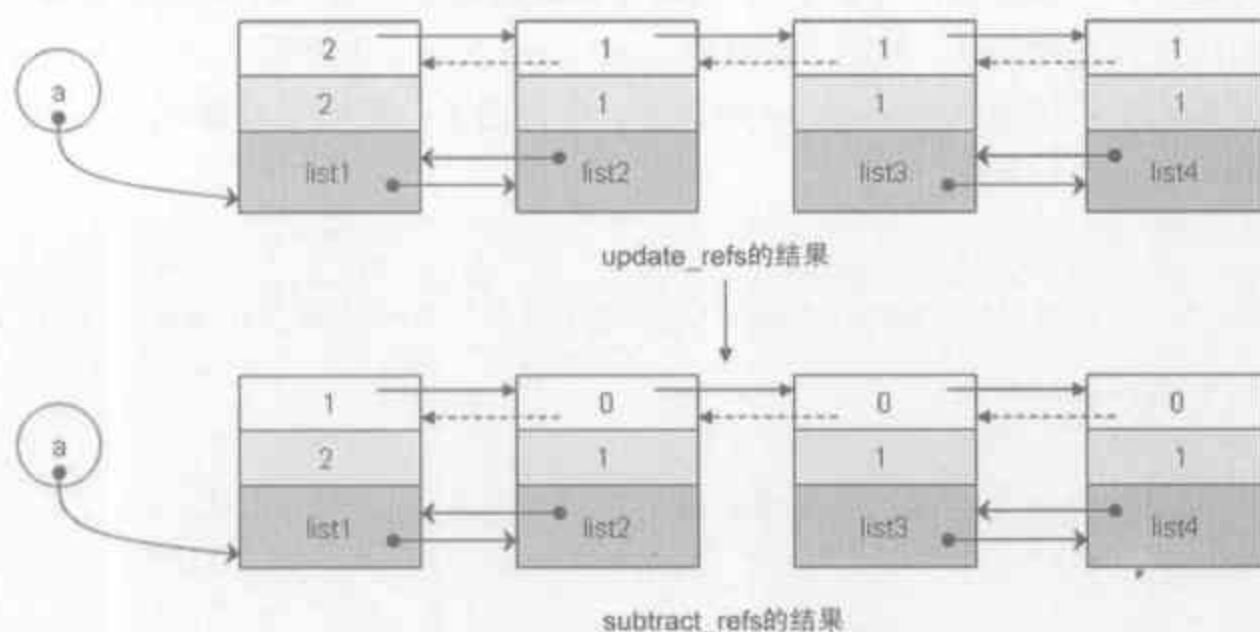 2 1 1 1
a
2 1 1 1
list1 list2 list3 list4
update_refs的结果
1 0 0 0
a
2 1 1 1
list1 list2 list3 list4
subtract_refs的结果